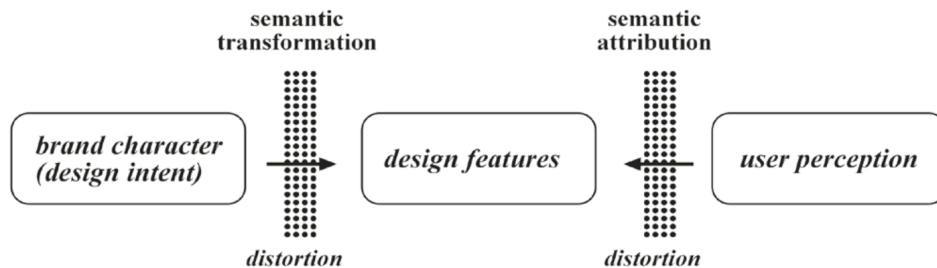 semantic
transformation
semantic
attribution
brand character
(design intent)
design features
user perception
distortion
distortion